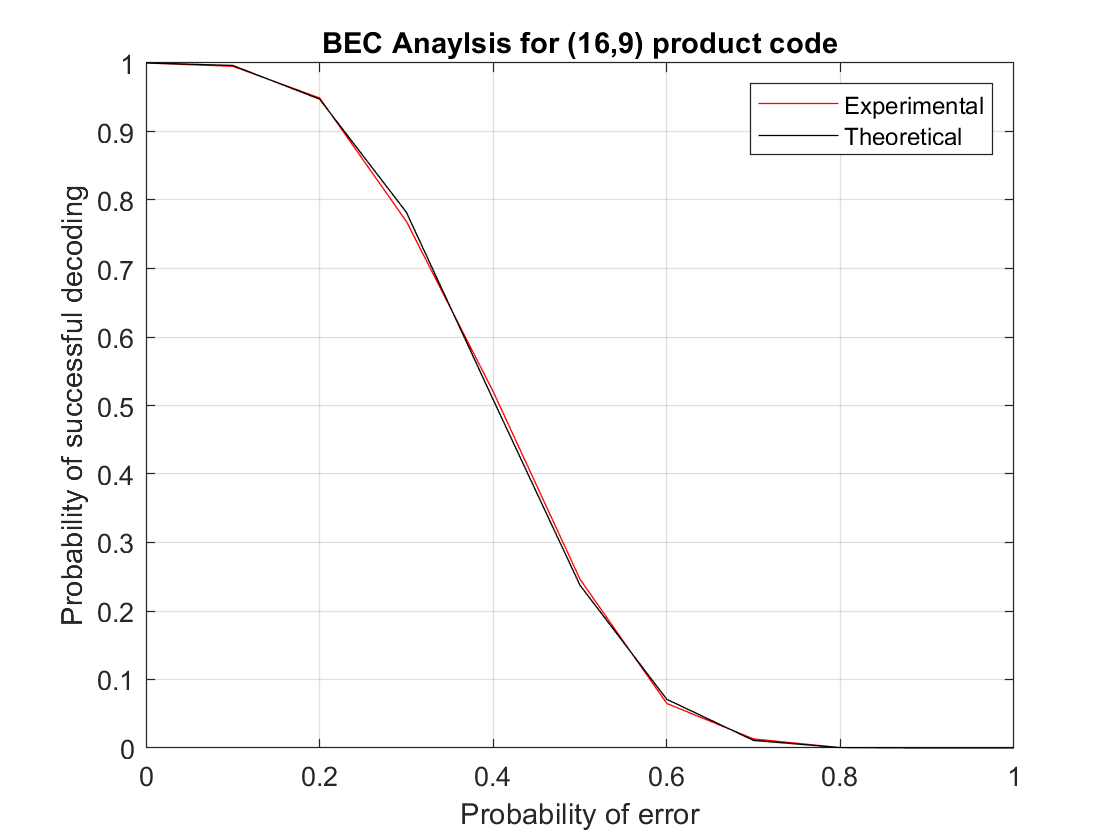 BEC Anaylsis for (16,9) product code
Experimental
Theoretical
Probability of successful decoding
1
0.9
0.8
0.7
0.6
0.5
0.4
0.3
0.2
0.1
0
0 0.2 0.4 0.6 0.8 1
Probability of error